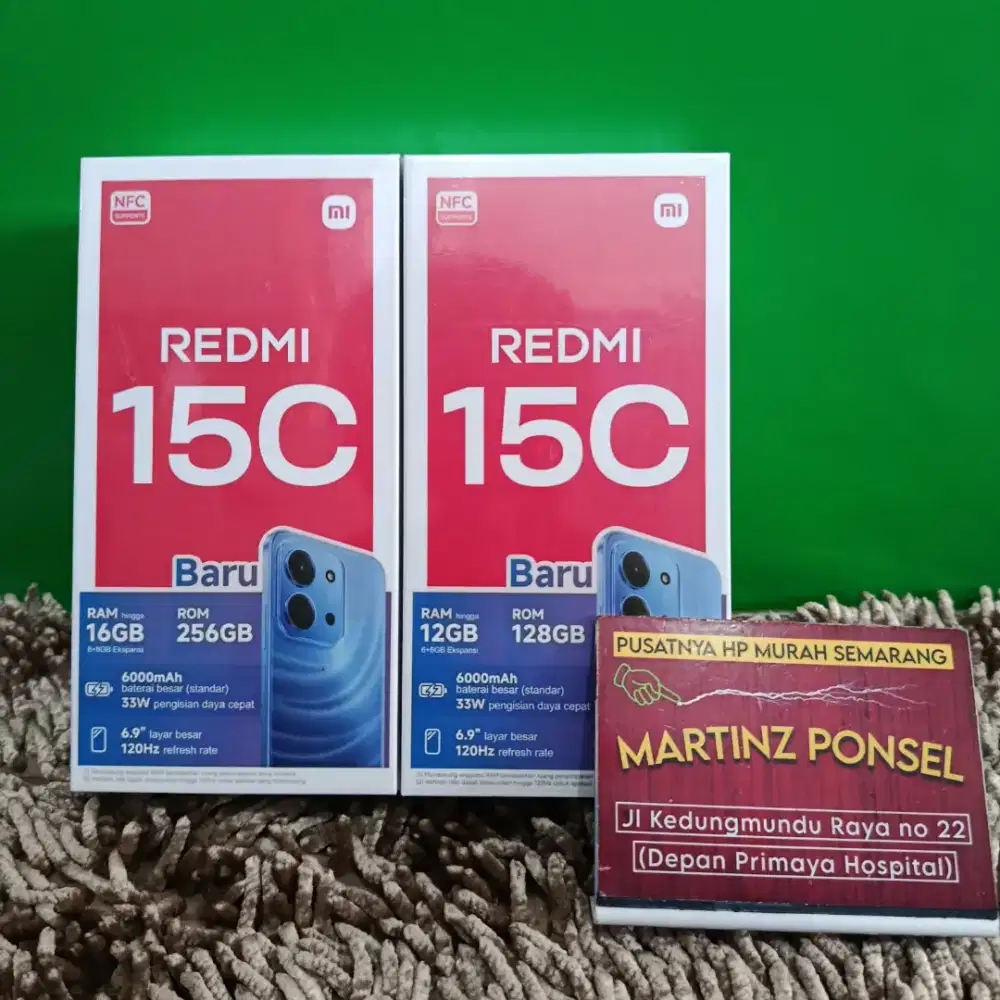 NFC
SUPPORTS
mi
REDMI
15C
Baru
RAM hingga
16GB
8+8GB Ekspansi
ROM
256GB
6000mAh
baterai besar (standar)
33W pengisian daya cepat
6.9" layar besar
120Hz refresh rate
NFC
SUPPORTS
mi
REDMI
15C
Baru
RAM hingga
12GB
6+6GB Ekspansi
ROM
128GB
6000mAh
baterai besar (standar)
33W pengisian daya cepat
6.9" layar besar
120Hz refresh rate
PUSATNYA HP MURAH SEMARANG
MARTINZ PONSEL
Jl Kedungmundu Raya no 22
(Depan Primaya Hospital)